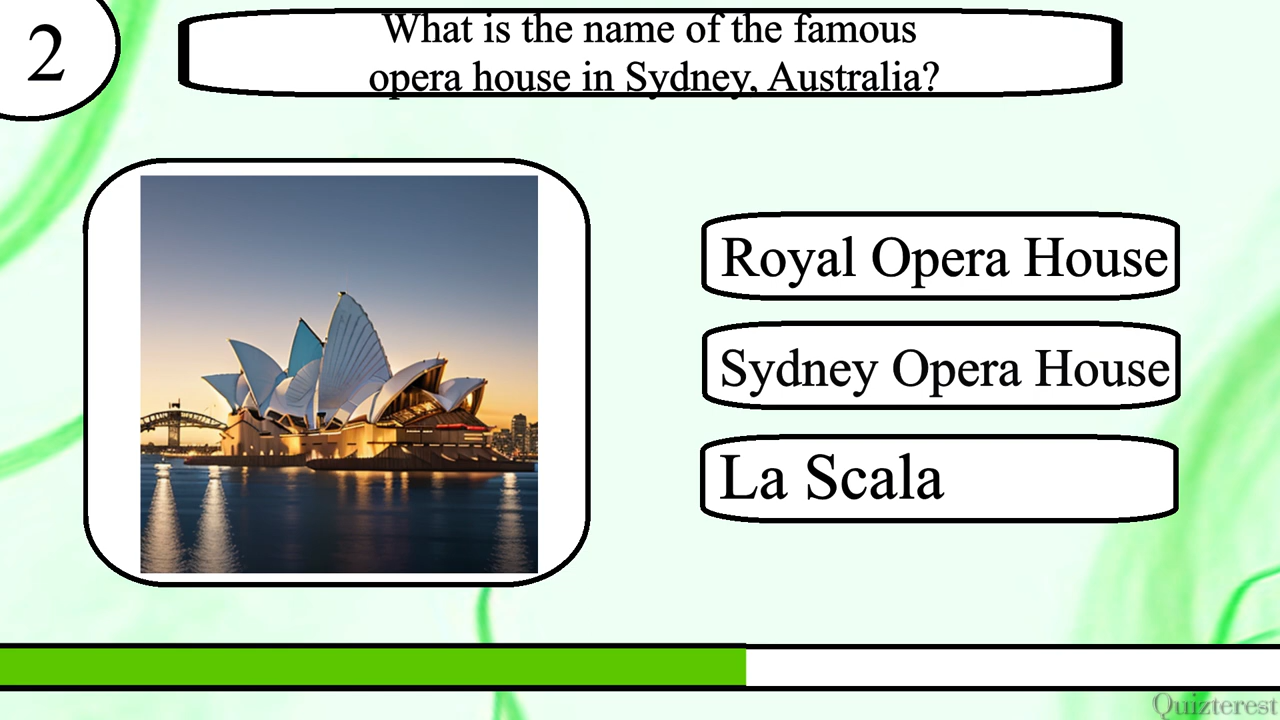 2
What is the name of the famous
opera house in Sydney, Australia?
Royal Opera House
Sydney Opera House
La Scala
Quizterest